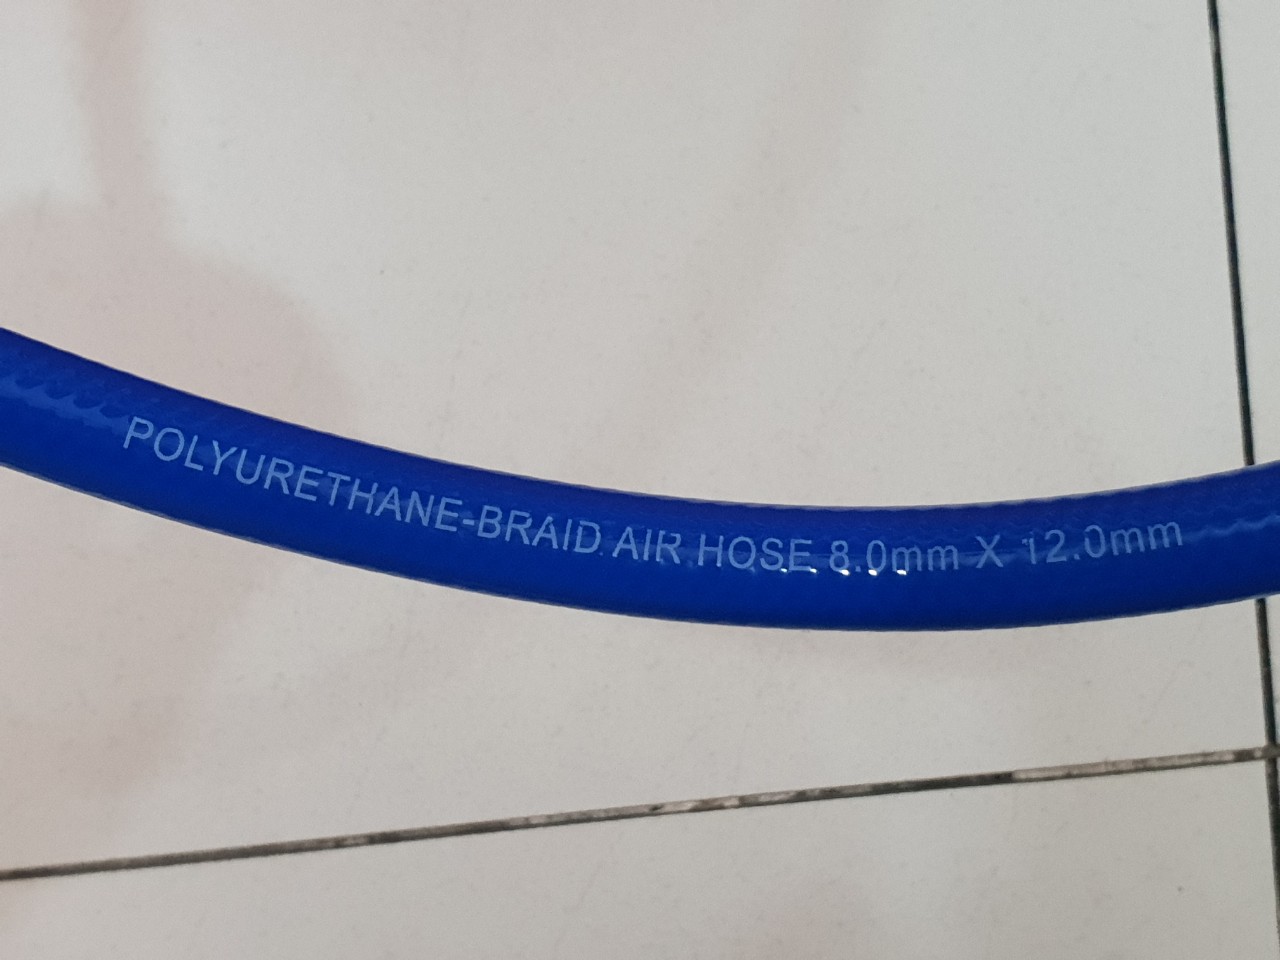 POLYURETHANE-BRAID AIR HOSE 8.0mm X 12.0mm